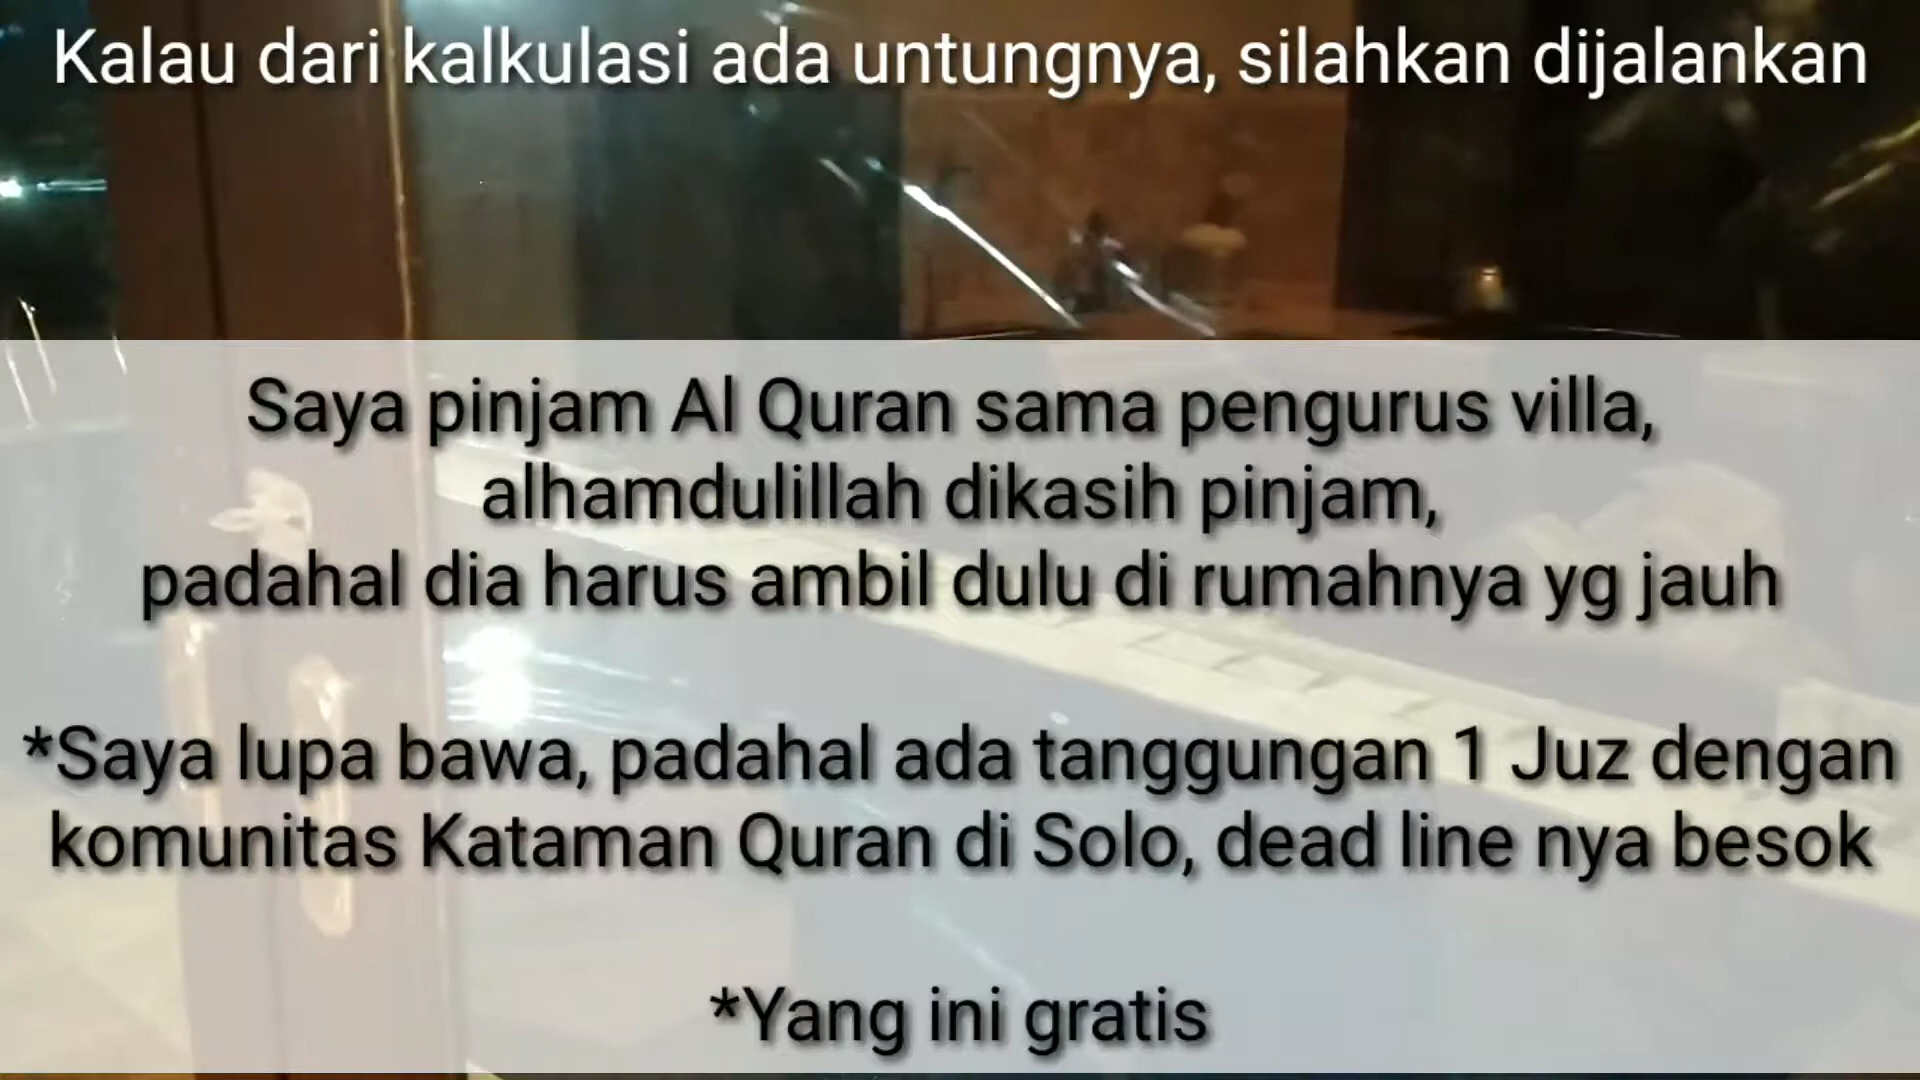 Kalau dari kalkulasi ada untungnya, silahkan dijalankan
Saya pinjam Al Quran sama pengurus villa,
alhamdulillah dikasih pinjam,
padahal dia harus ambil dulu di rumahnya yg jauh
*Saya lupa bawa, padahal ada tanggungan 1 Juz dengan
komunitas Kataman Quran di Solo, dead line nya besok
*Yang ini gratis